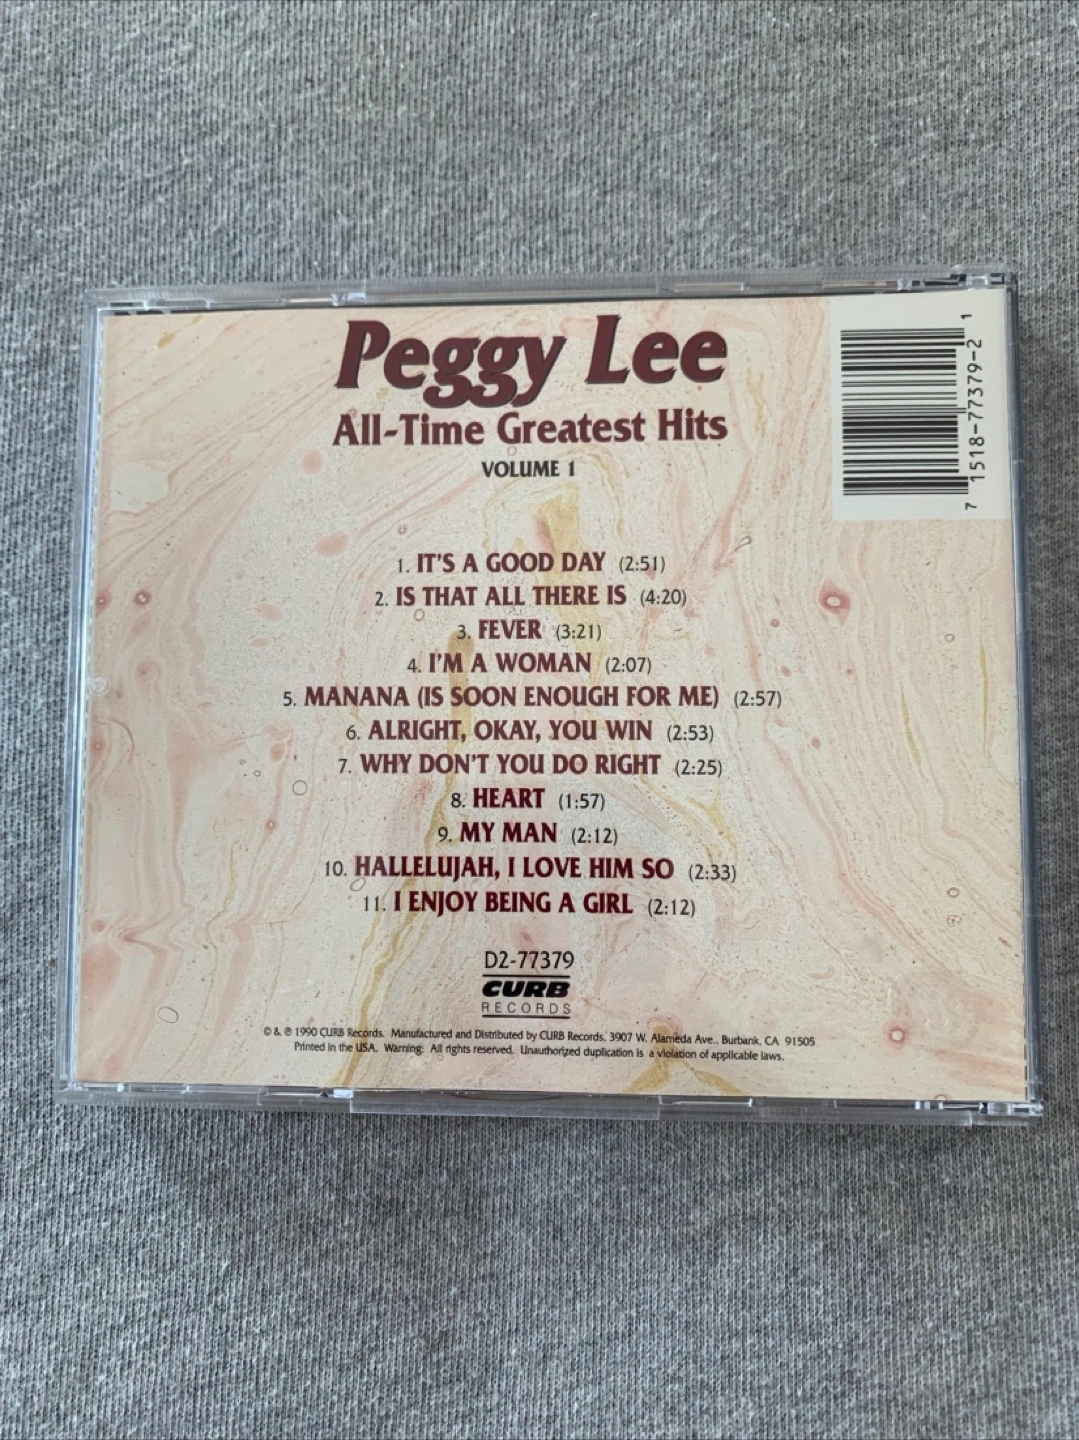 Peggy Lee
All-Time Greatest Hits
VOLUME 1
7 1518-77379-2 1
1. IT'S A GOOD DAY (2:51)
2. IS THAT ALL THERE IS (4:20)
3. FEVER (3:21)
4. I'M A WOMAN (2:07)
5. MANANA (IS SOON ENOUGH FOR ME) (2:57)
6. ALRIGHT, OKAY, YOU WIN (2:53)
7. WHY DON'T YOU DO RIGHT (2:25)
8. HEART (1:57)
9. MY MAN (2:12)
10. HALLELUJAH, I LOVE HIM SO (2:33)
11. I ENJOY BEING A GIRL (2:12)
D2-77379
CURB
RECORDS
© & ℗ 1990 CURB Records. Manufactured and Distributed by CURB Records, 3907 W. Alameda Ave., Burbank, CA 91505
Printed in the USA. Warning: All rights reserved. Unauthorized duplication is a violation of applicable laws.